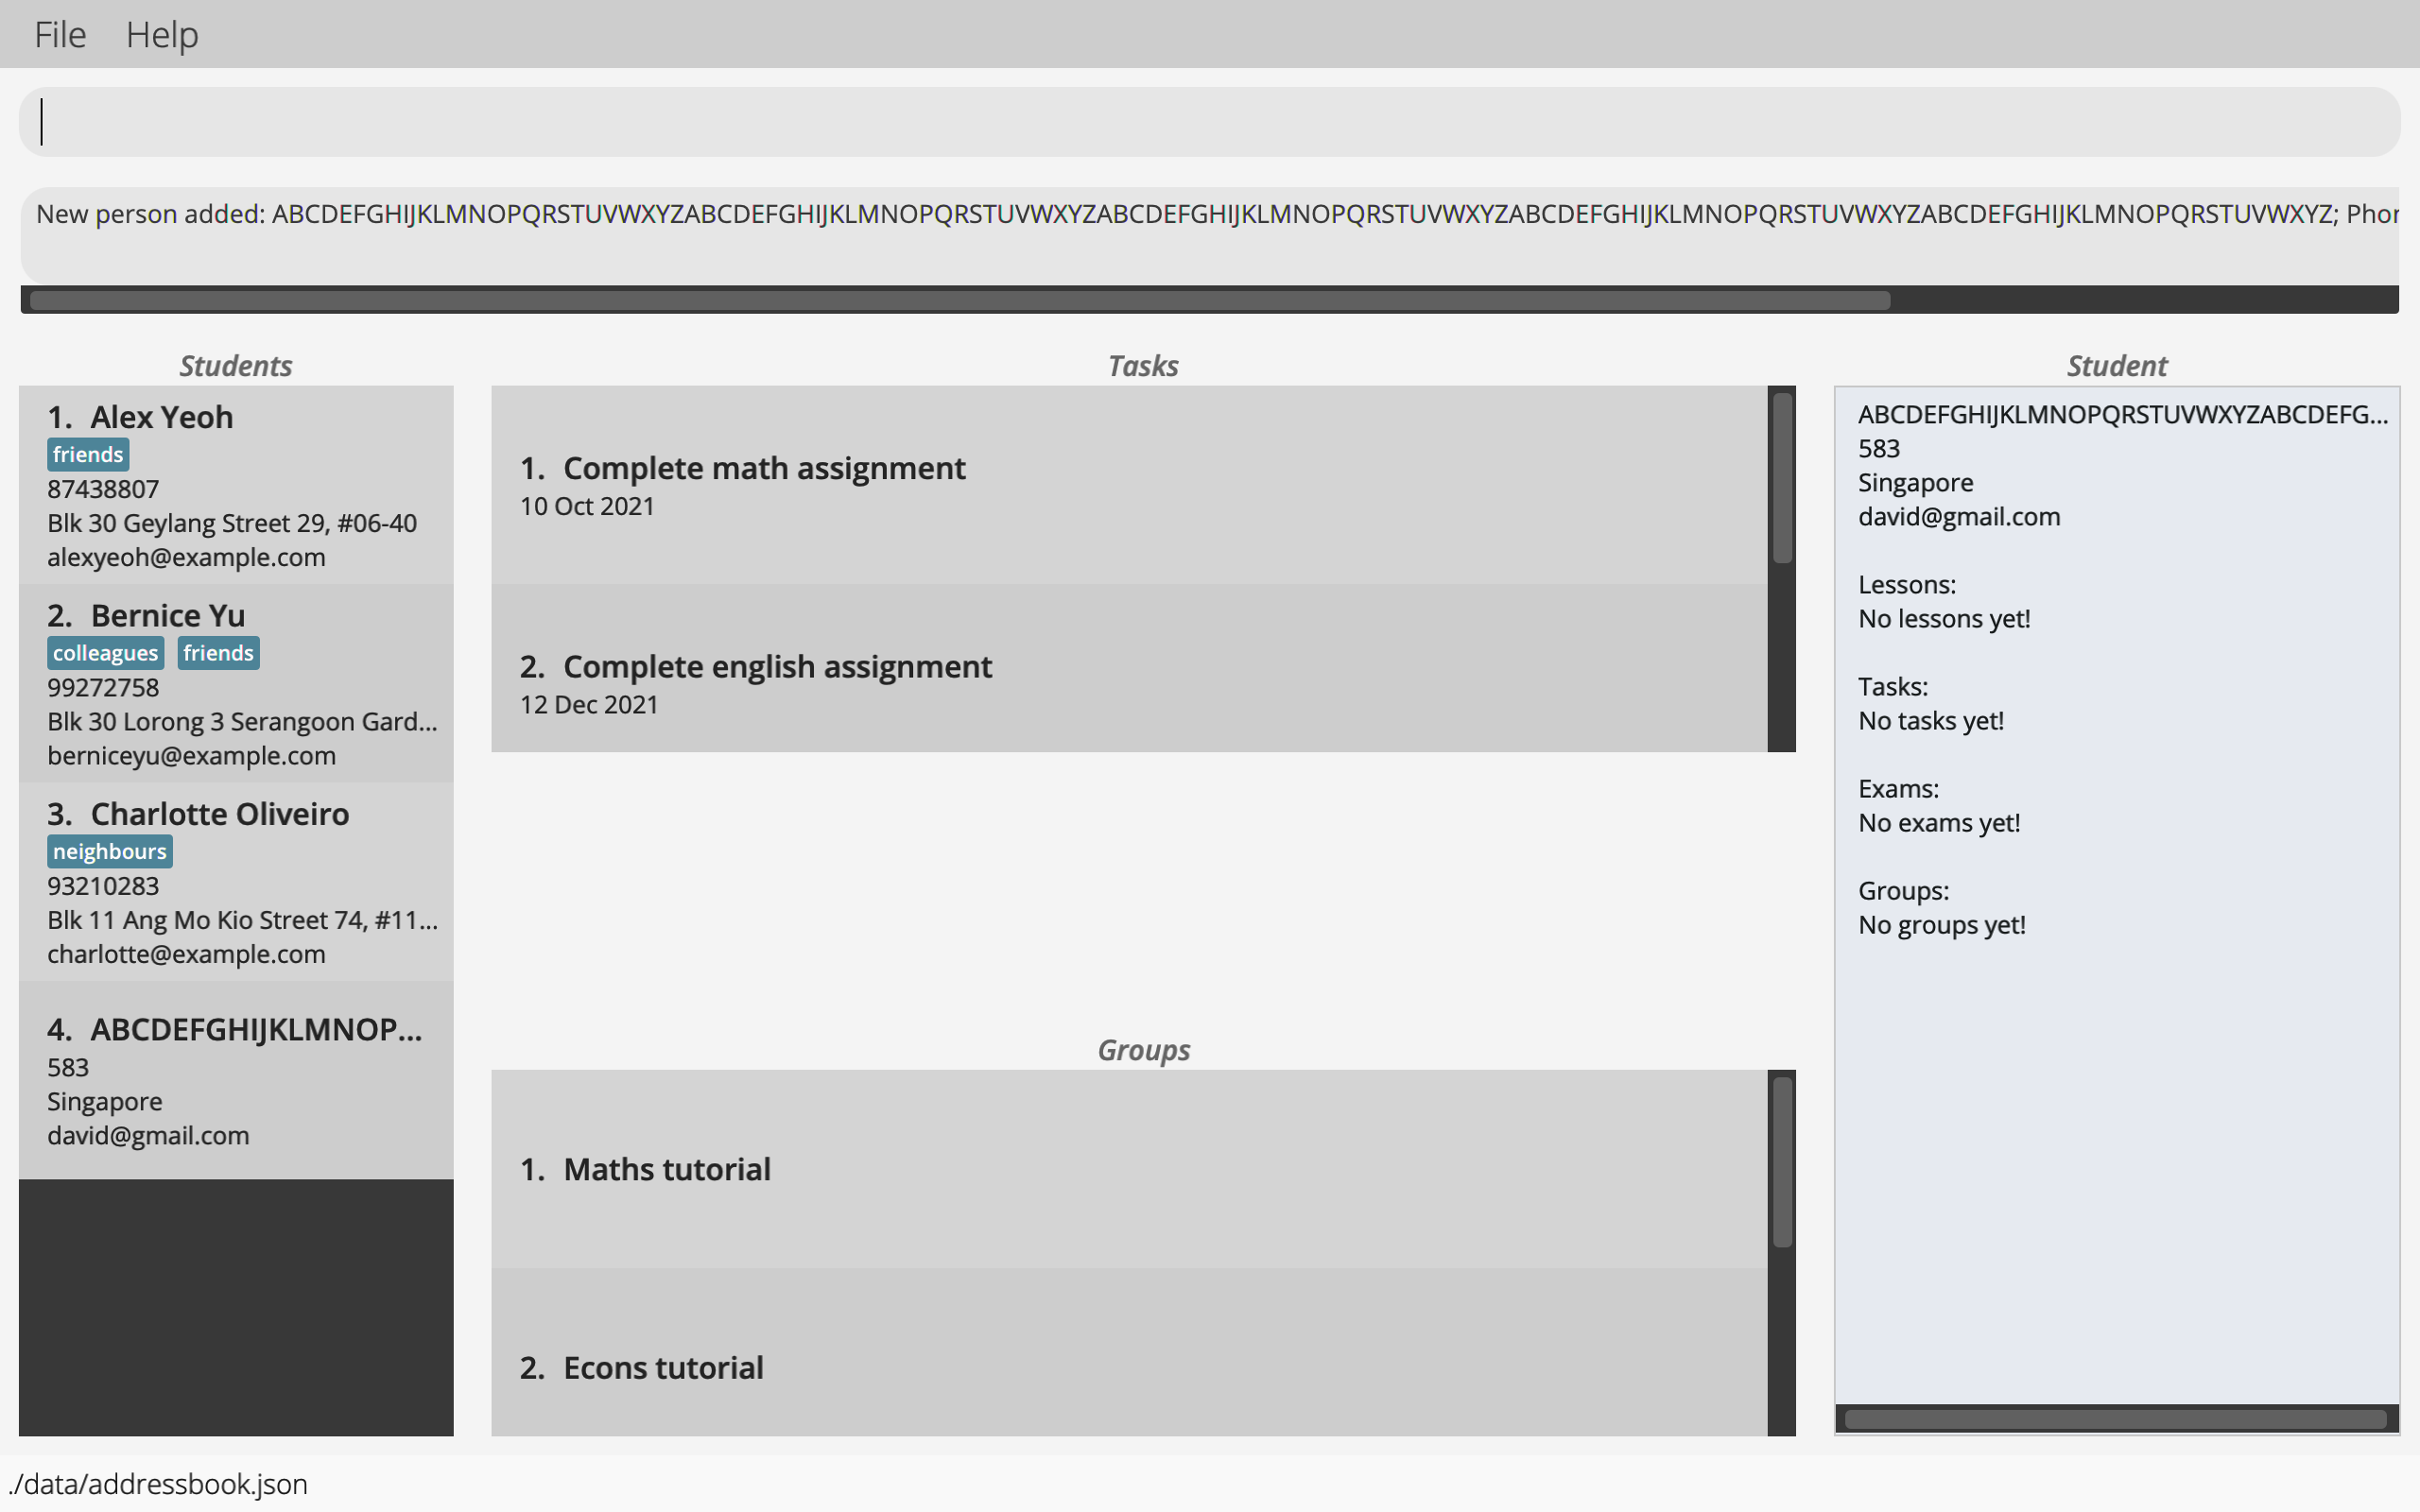 File Help
New person added: ABCDEFGHIJKLMNOPQRSTUVWXYZABCDEFGHIJKLMNOPQRSTUVWXYZABCDEFGHIJKLMNOPQRSTUVWXYZABCDEFGHIJKLMNOPQRSTUVWXYZABCDEFGHIJKLMNOPQRSTUVWXYZ; Phor
Students
1. Alex Yeoh
friends
87438807
Blk 30 Geylang Street 29, #06-40
alexyeoh@example.com
2. Bernice Yu
colleagues friends
99272758
Blk 30 Lorong 3 Serangoon Gard...
berniceyu@example.com
3. Charlotte Oliveiro
neighbours
93210283
Blk 11 Ang Mo Kio Street 74, #11...
charlotte@example.com
4. ABCDEFGHIJKLMNOP...
583
Singapore
david@gmail.com
Tasks
1. Complete math assignment
10 Oct 2021
2. Complete english assignment
12 Dec 2021
Groups
1. Maths tutorial
2. Econs tutorial
Student
ABCDEFGHIJKLMNOPQRSTUVWXYZABCDEFG...
583
Singapore
david@gmail.com
Lessons:
No lessons yet!
Tasks:
No tasks yet!
Exams:
No exams yet!
Groups:
No groups yet!
./data/addressbook.json